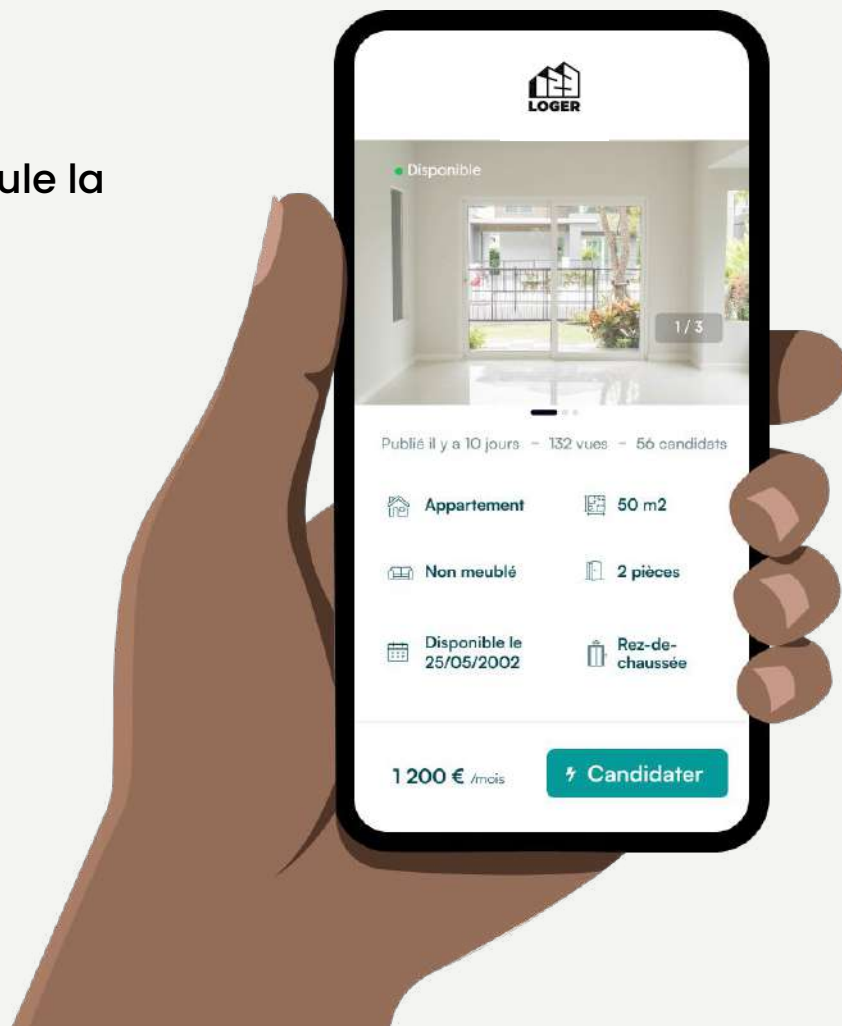 ule la
LOGER
Disponible
1/3
Publié il y a 10 jours - 132 vues - 56 candidats
Appartement
50 m2
Non meublé
2 pièces
Disponible le
25/05/2002
Rez-de-
chaussée
1 200 € /mois
Candidater